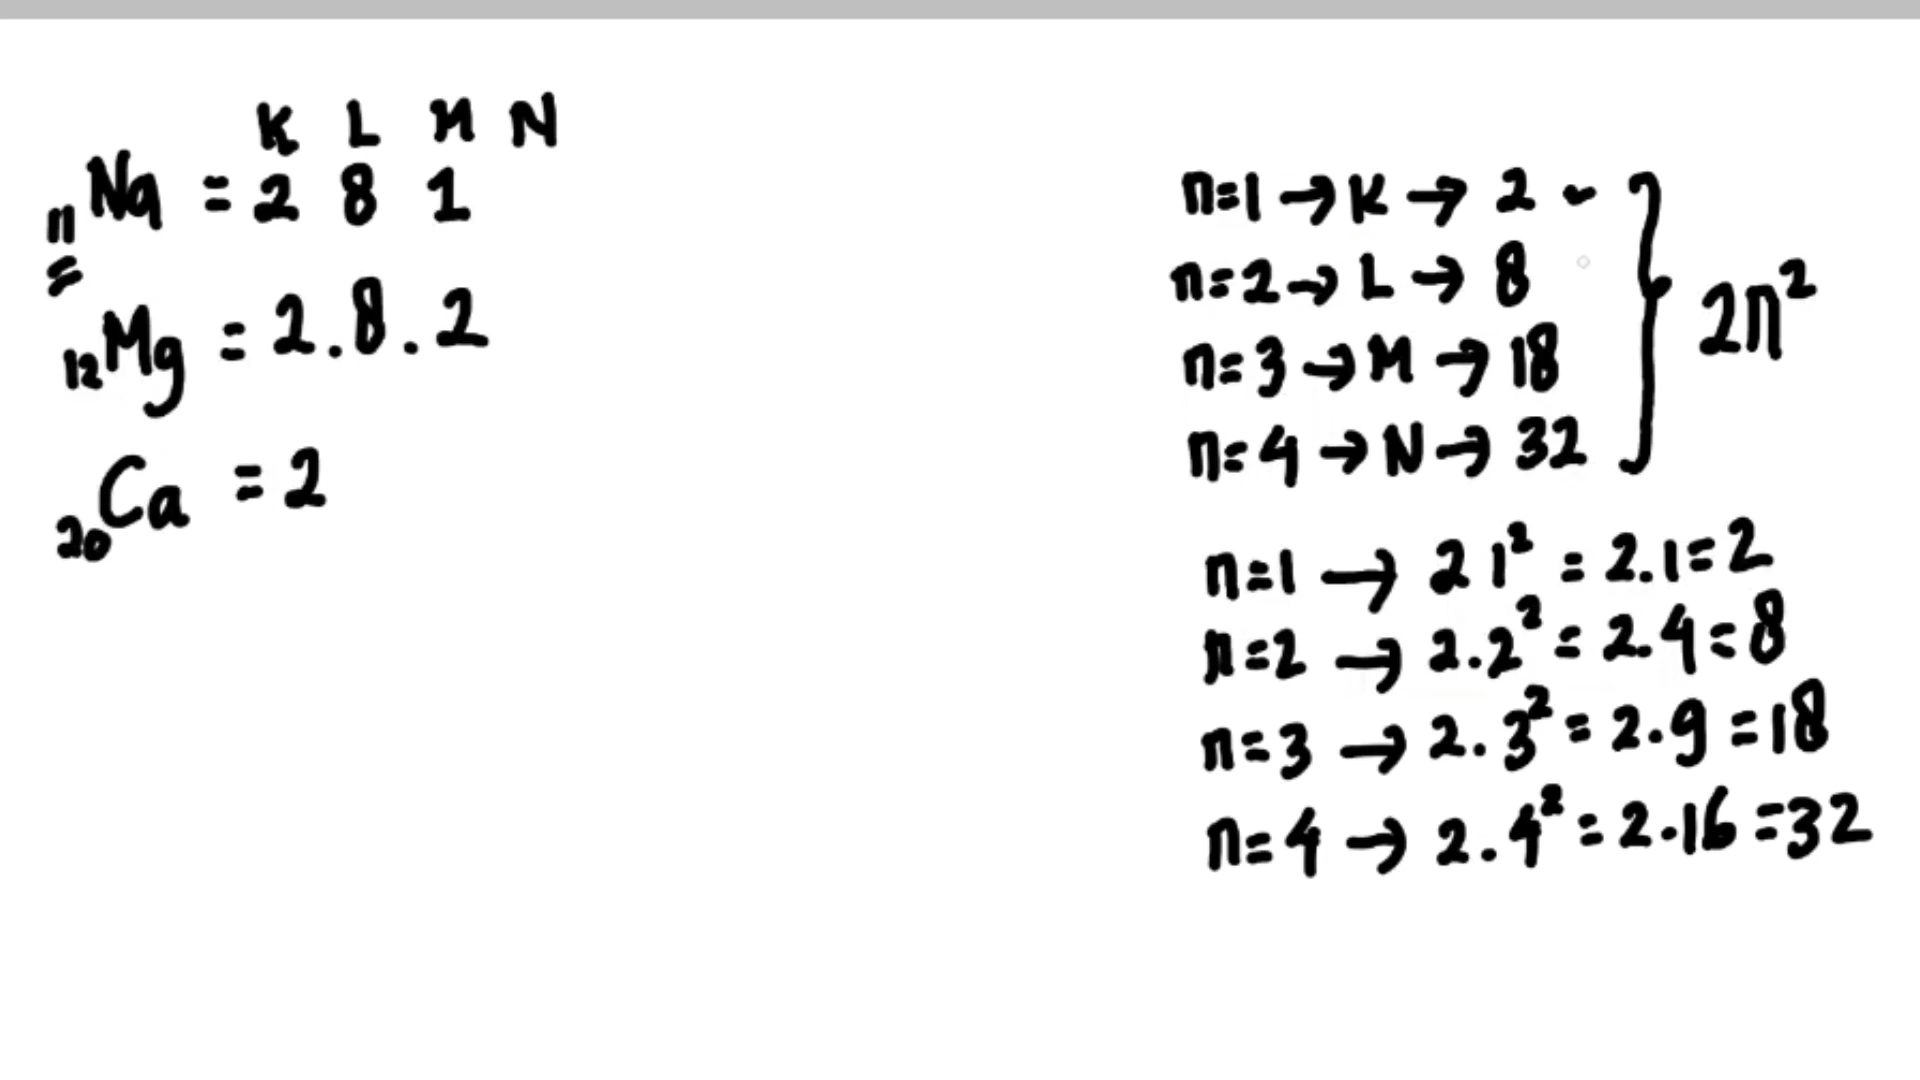 K L M N
₁₁Na = 2 8 1
₁₂Mg = 2.8.2
₂₀Ca = 2
n=1 → K → 2
n=2 → L → 8
n=3 → M → 18
n=4 → N → 32
2n²
n=1 → 2 1² = 2.1=2
n=2 → 2.2² = 2.4=8
n=3 → 2.3² = 2.9=18
n=4 → 2.4² = 2.16=32